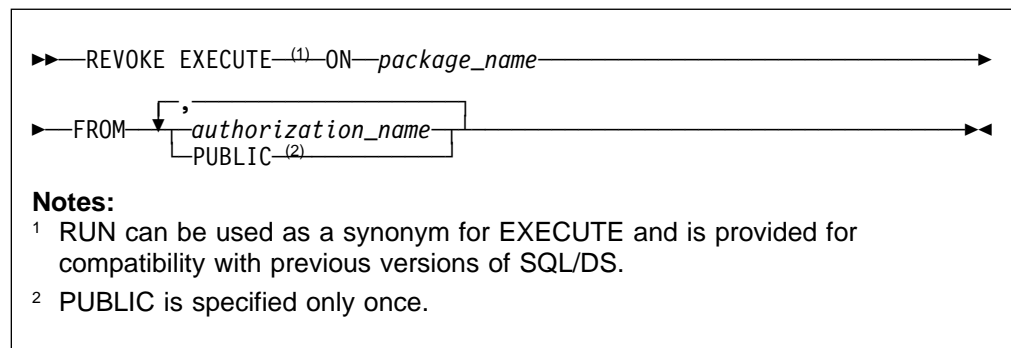 REVOKE EXECUTE (1) ON package_name
,
FROM authorization_name
PUBLIC (2)
Notes:
1 RUN can be used as a synonym for EXECUTE and is provided for
compatibility with previous versions of SQL/DS.
2 PUBLIC is specified only once.